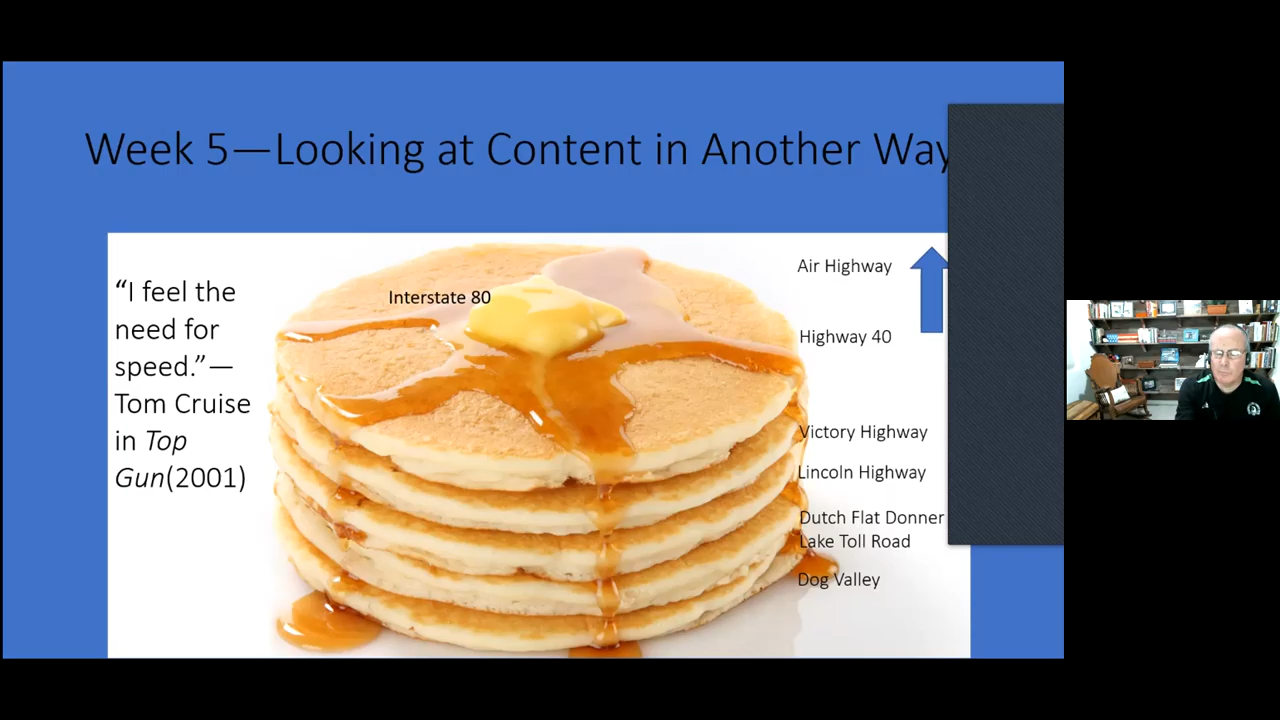 Week 5—Looking at Content in Another Way
“I feel the
need for
speed.”—
Tom Cruise
in Top
Gun(2001)
Interstate 80
Air Highway
Highway 40
Victory Highway
Lincoln Highway
Dutch Flat Donner
Lake Toll Road
Dog Valley